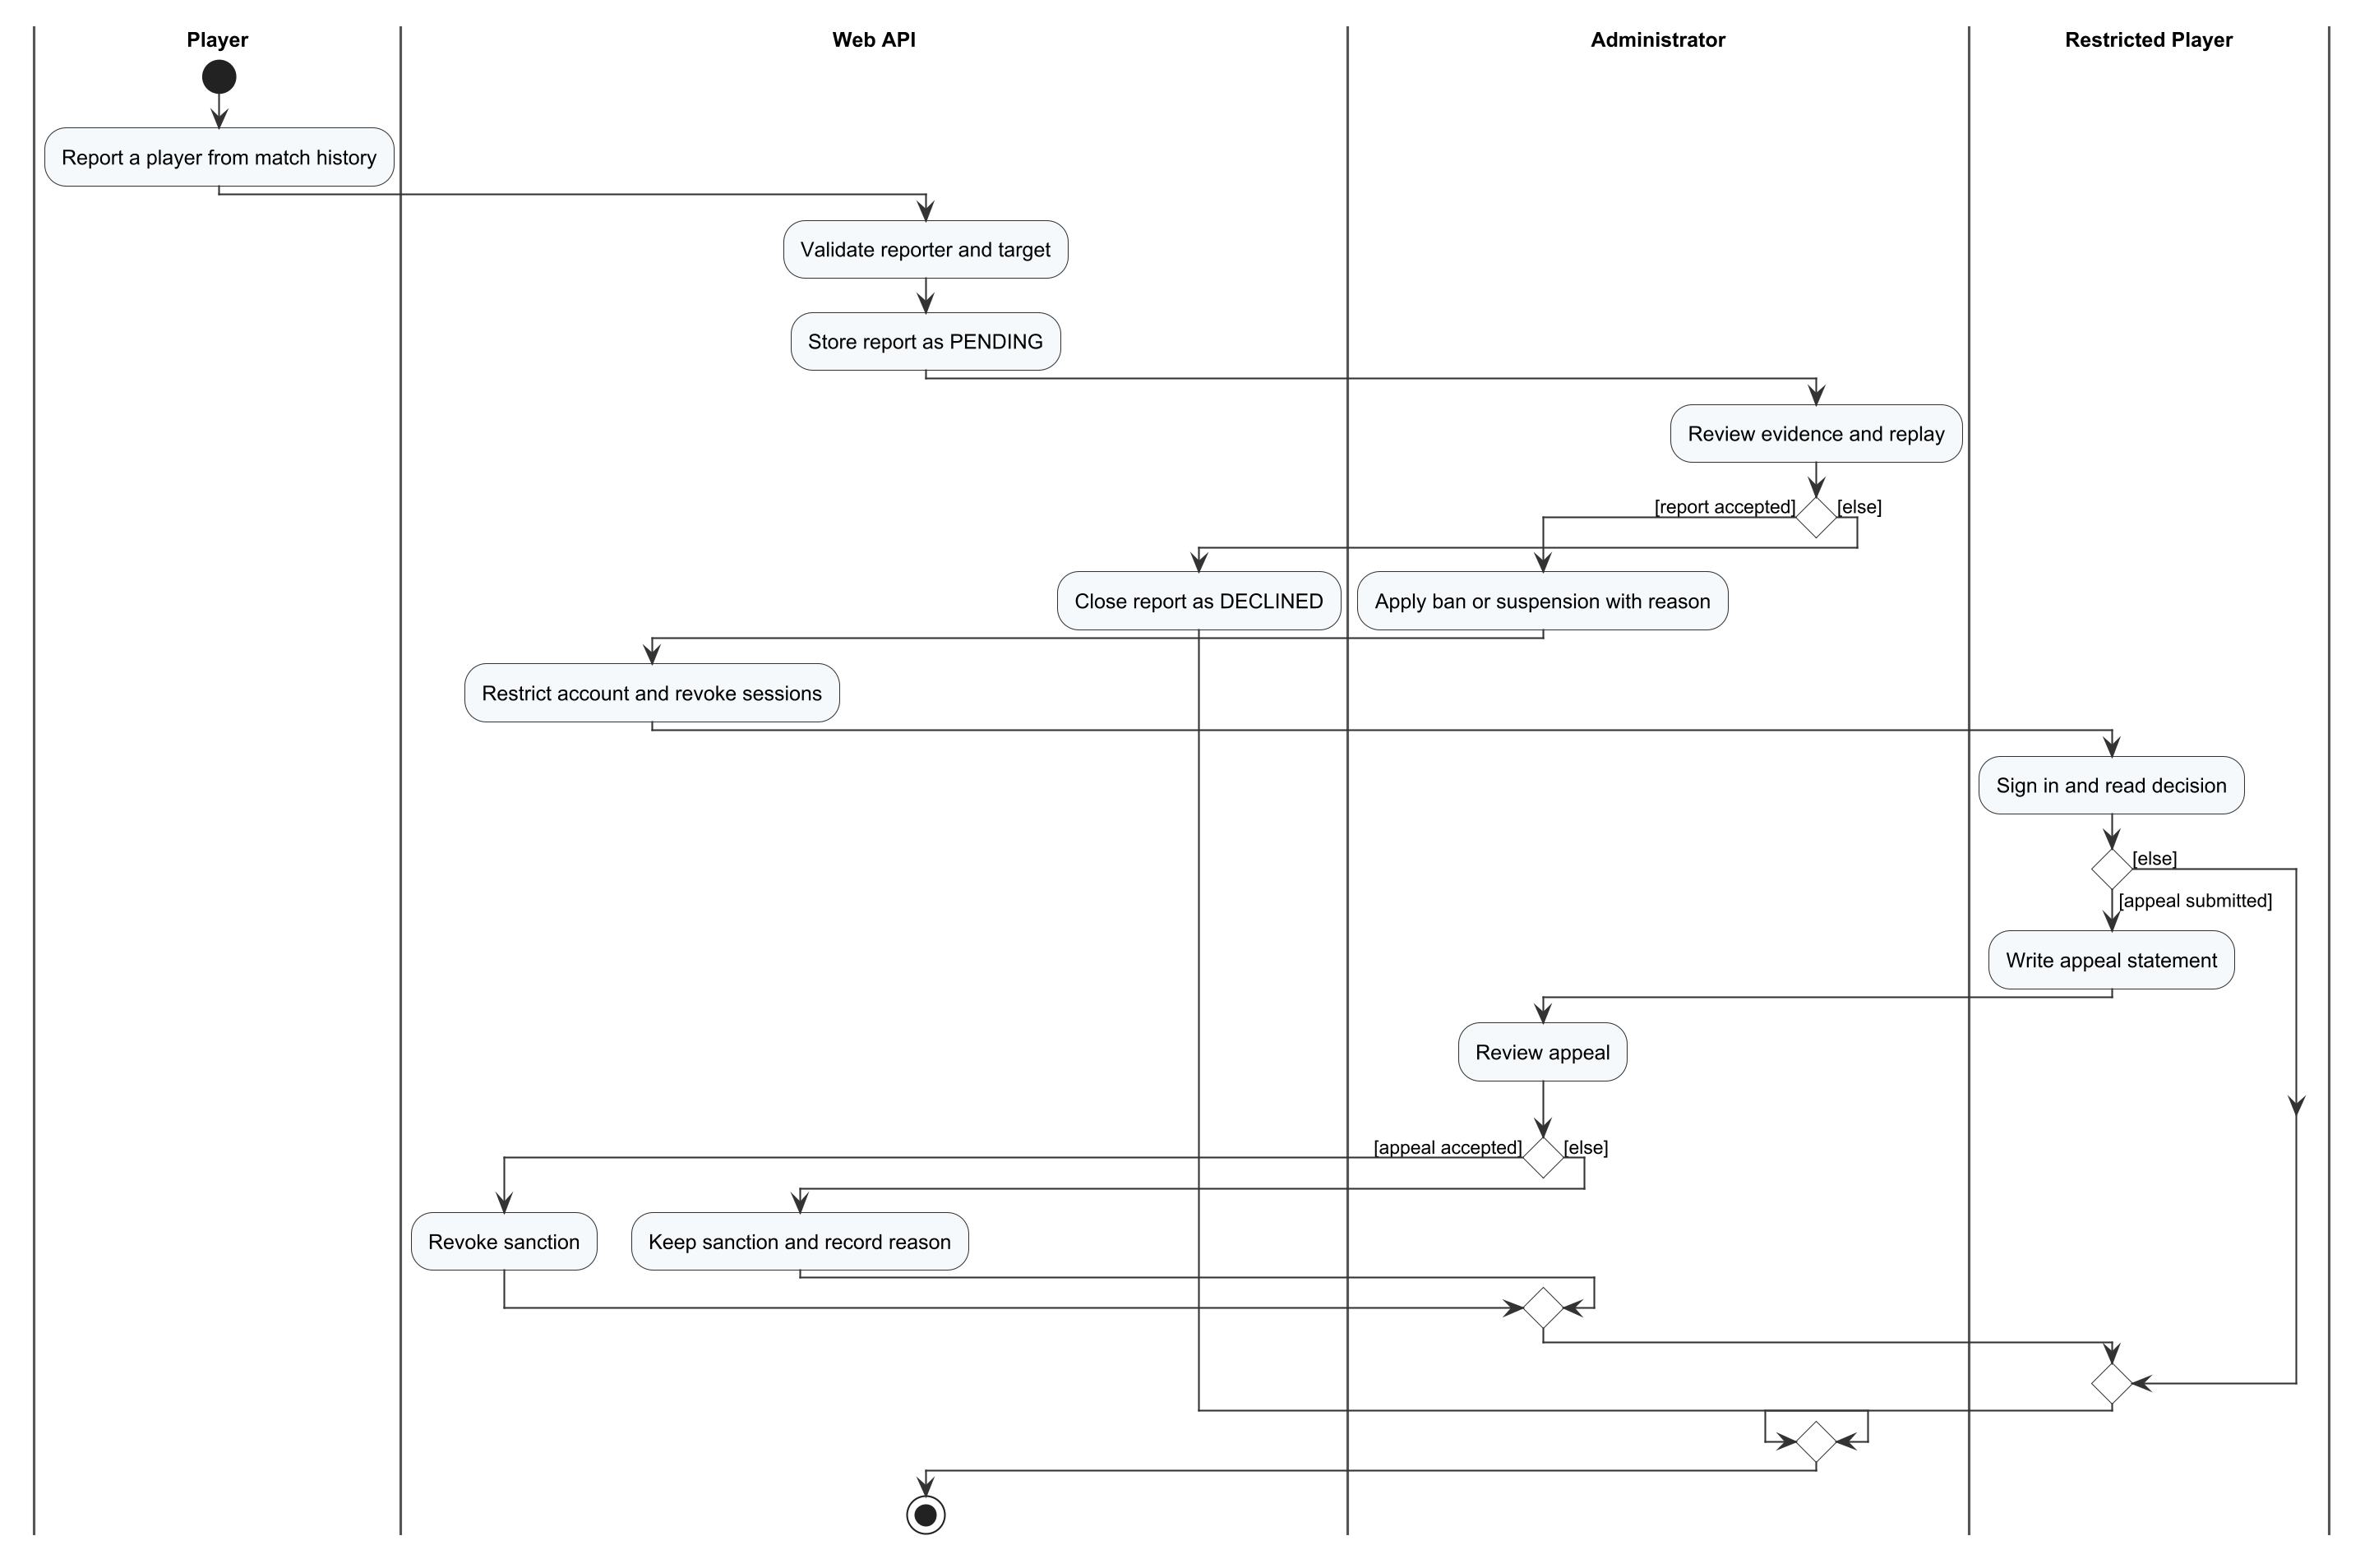 Player
Web API
Administrator
Restricted Player
Report a player from match history
Validate reporter and target
Store report as PENDING
Review evidence and replay
[report accepted]
[else]
Close report as DECLINED
Apply ban or suspension with reason
Restrict account and revoke sessions
Sign in and read decision
[else]
[appeal submitted]
Write appeal statement
Review appeal
[appeal accepted]
[else]
Revoke sanction
Keep sanction and record reason